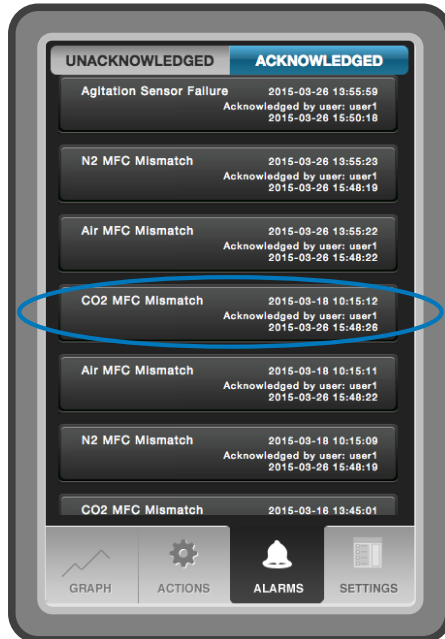 UNACKNOWLEDGED ACKNOWLEDGED
Agitation Sensor Failure 2015-03-26 13:55:59
Acknowledged by user: user1
2015-03-26 15:50:18
N2 MFC Mismatch 2015-03-26 13:55:23
Acknowledged by user: user1
2015-03-26 15:48:19
Air MFC Mismatch 2015-03-26 13:55:22
Acknowledged by user: user1
2015-03-26 15:48:22
CO2 MFC Mismatch 2015-03-18 10:15:12
Acknowledged by user: user1
2015-03-26 15:48:26
Air MFC Mismatch 2015-03-18 10:15:11
Acknowledged by user: user1
2015-03-26 15:48:22
N2 MFC Mismatch 2015-03-18 10:15:09
Acknowledged by user: user1
2015-03-26 15:48:19
CO2 MFC Mismatch 2015-03-16 13:45:01
GRAPH ACTIONS ALARMS SETTINGS